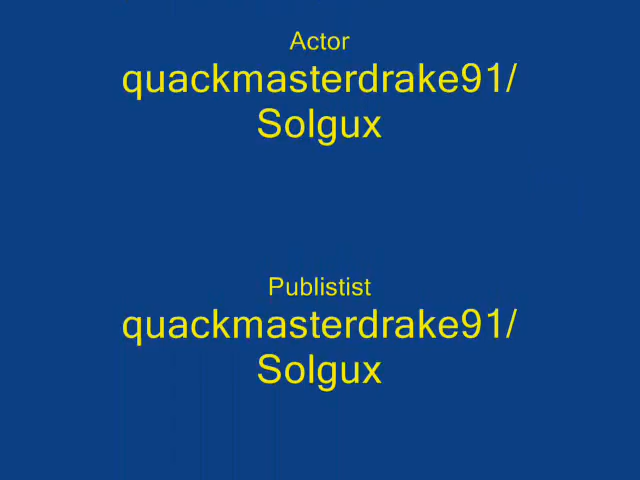 Actor
quackmasterdrake91/
Solgux
Publistist
quackmasterdrake91/
Solgux